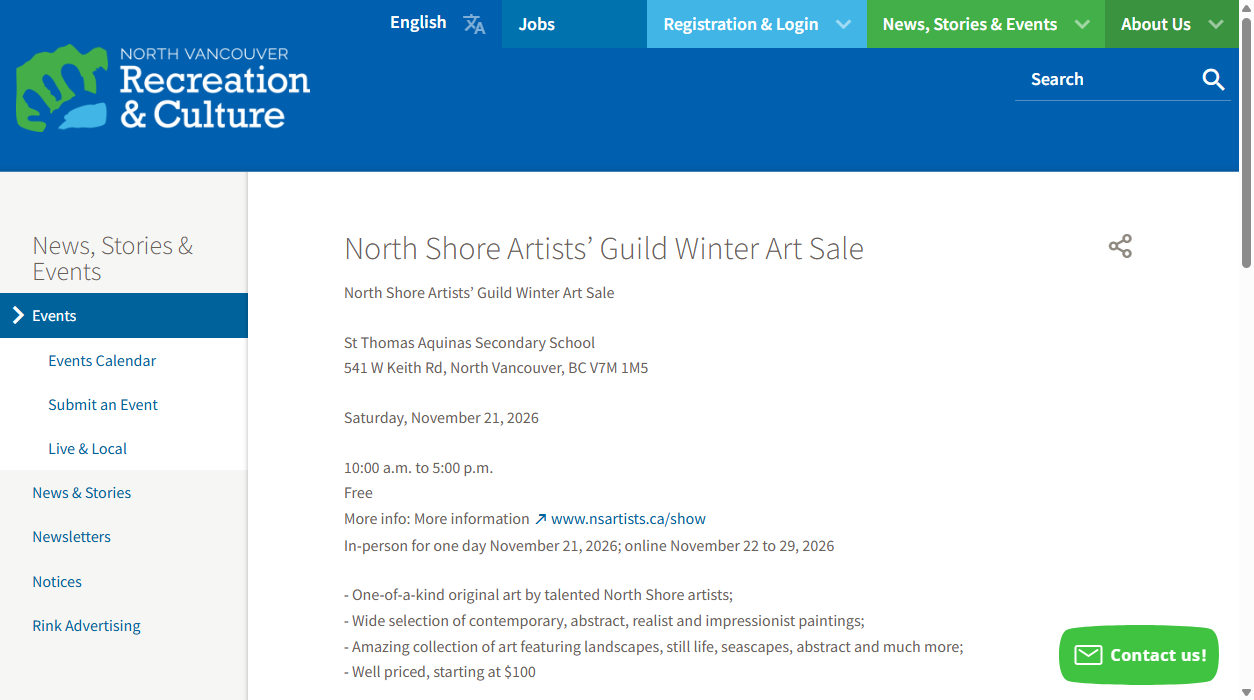 English
Jobs
Registration & Login
News, Stories & Events
About Us
NORTH VANCOUVER
Recreation
& Culture
Search
News, Stories &
Events
Events
Events Calendar
Submit an Event
Live & Local
News & Stories
Newsletters
Notices
Rink Advertising
North Shore Artists’ Guild Winter Art Sale
North Shore Artists’ Guild Winter Art Sale
St Thomas Aquinas Secondary School
541 W Keith Rd, North Vancouver, BC V7M 1M5
Saturday, November 21, 2026
10:00 a.m. to 5:00 p.m.
Free
More info: More information www.nsartists.ca/show
In-person for one day November 21, 2026; online November 22 to 29, 2026
- One-of-a-kind original art by talented North Shore artists;
- Wide selection of contemporary, abstract, realist and impressionist paintings;
- Amazing collection of art featuring landscapes, still life, seascapes, abstract and much more;
- Well priced, starting at $100
Contact us!